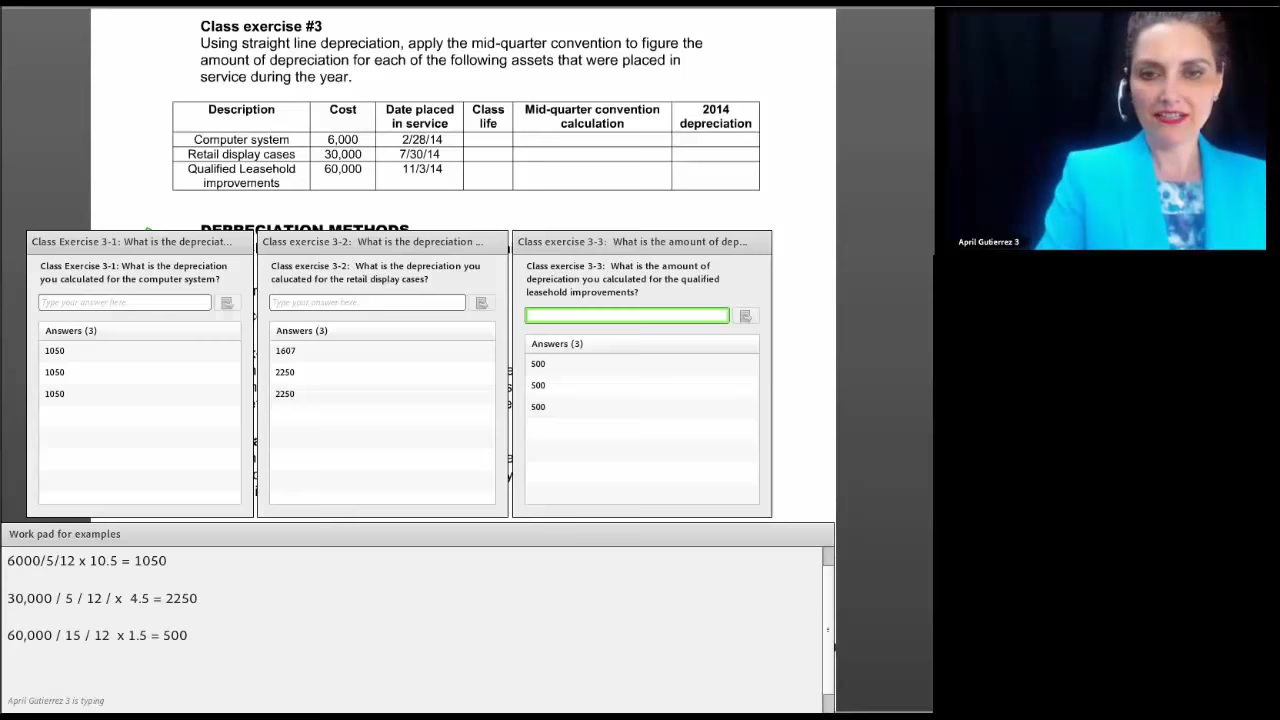 Class exercise #3
Using straight line depreciation, apply the mid-quarter convention to figure the
amount of depreciation for each of the following assets that were placed in
service during the year.
Description Cost Date placed in service Class life Mid-quarter convention calculation 2014 depreciation
Computer system 6,000 2/28/14
Retail display cases 30,000 7/30/14
Qualified Leasehold improvements 60,000 11/3/14
DEPRECIATION METHODS
Class Exercise 3-1: What is the depreciat...
Class Exercise 3-1: What is the depreciation
you calculated for the computer system?
Type your answer here..
Answers (3)
1050
1050
1050
Class exercise 3-2: What is the depreciation ...
Class exercise 3-2: What is the depreciation you
calucated for the retail display cases?
Type your answer here..
Answers (3)
1607
2250
2250
Class exercise 3-3: What is the amount of dep...
Class exercise 3-3: What is the amount of
depreication you calculated for the qualified
leasehold improvements?
Answers (3)
500
500
500
Work pad for examples
6000/5/12 x 10.5 = 1050
30,000 / 5 / 12 / x 4.5 = 2250
60,000 / 15 / 12 x 1.5 = 500
April Gutierrez 3 is typing
April Gutierrez 3